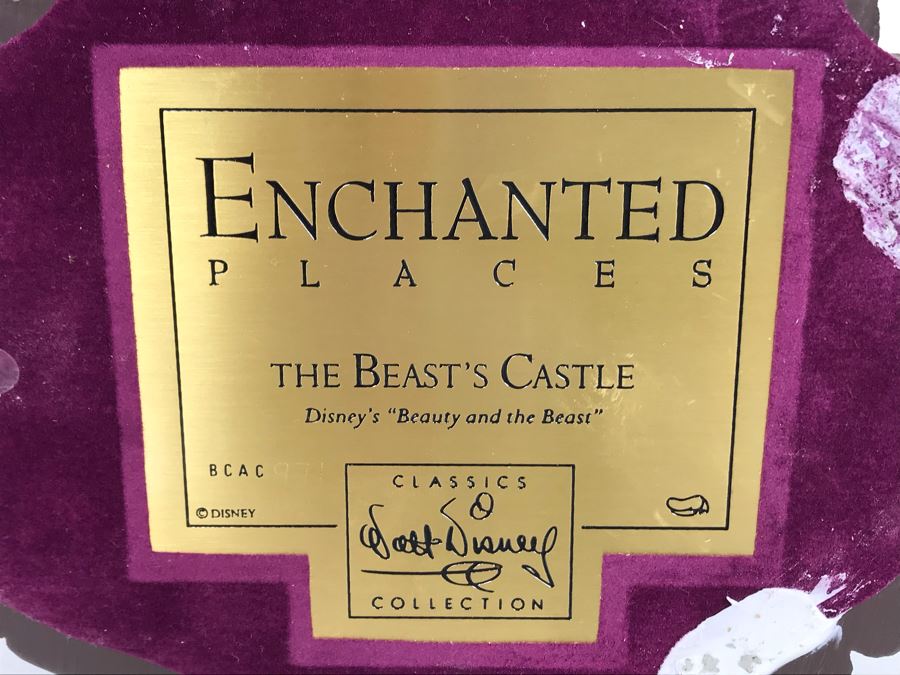 ENCHANTED
PLACES
THE BEAST'S CASTLE
Disney's "Beauty and the Beast"
BCAC
© DISNEY
CLASSICS
Walt Disney
COLLECTION